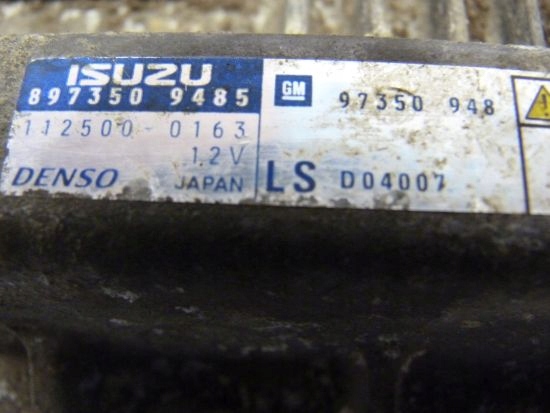 ISUZU
897350 9485
112500-0163
12V
DENSO JAPAN
GM 97350 948
LS D04007